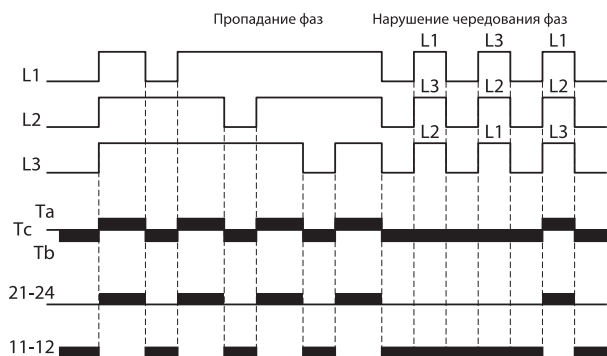 Пропадание фаз
Нарушение чередования фаз
L1
L1 L3 L1
L2
L3 L2 L2
L3
L2 L1 L3
Ta
Tc
Tb
21-24
11-12